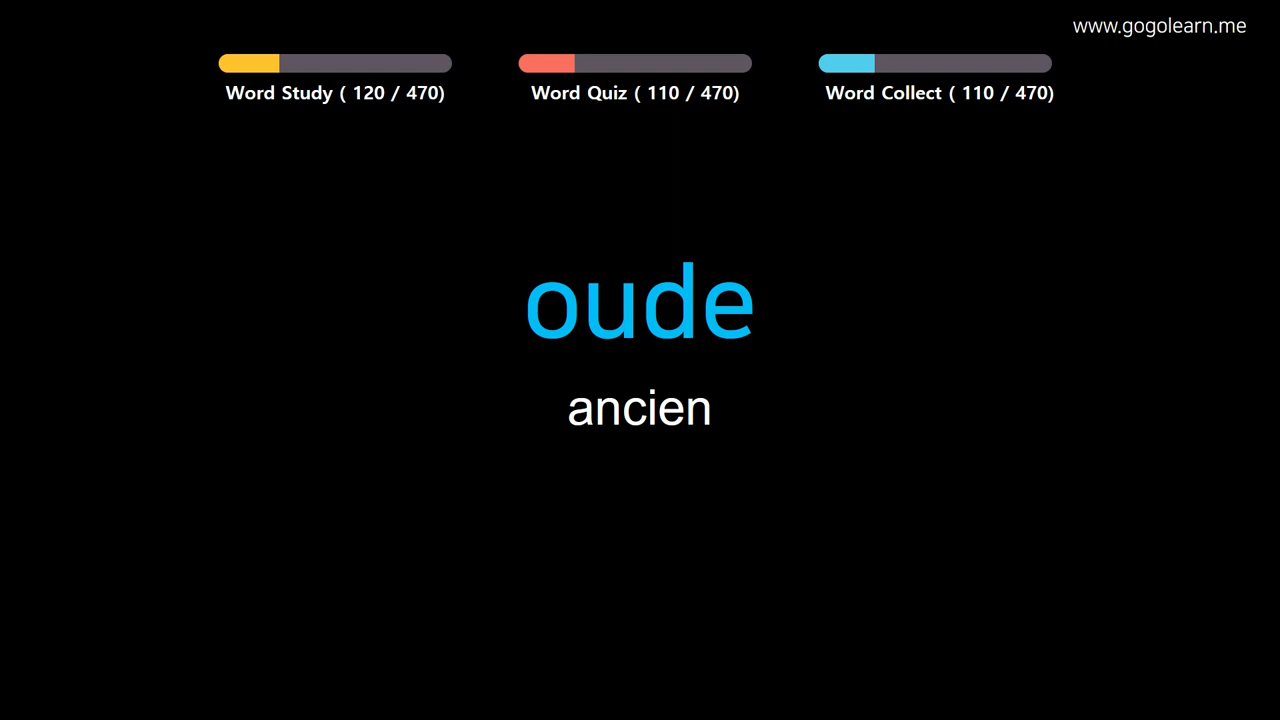 www.gogolearn.me
Word Study ( 120 / 470)
Word Quiz ( 110 / 470)
Word Collect ( 110 / 470)
oude
ancien